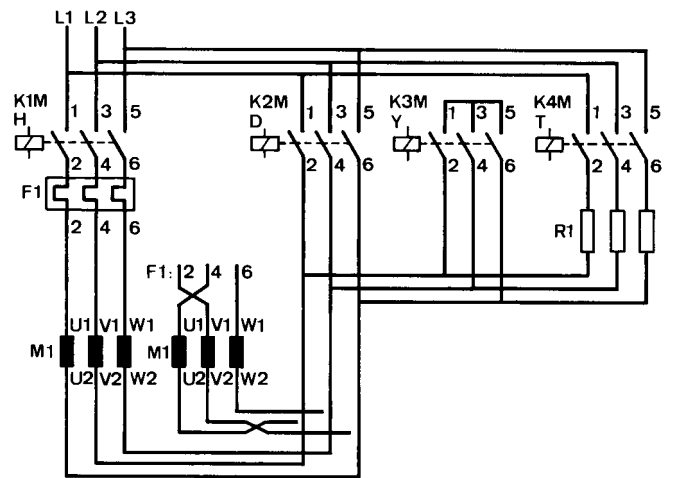 L1 L2 L3
K1M 1 3 5
H
2 4 6
F1
2 4 6
K2M 1 3 5
D
2 4 6
K3M 1 3 5
Y
2 4 6
K4M 1 3 5
T
2 4 6
R1
F1: 2 4 6
M1 U1 V1 W1
U2 V2 W2
M1 U1 V1 W1
U2 V2 W2